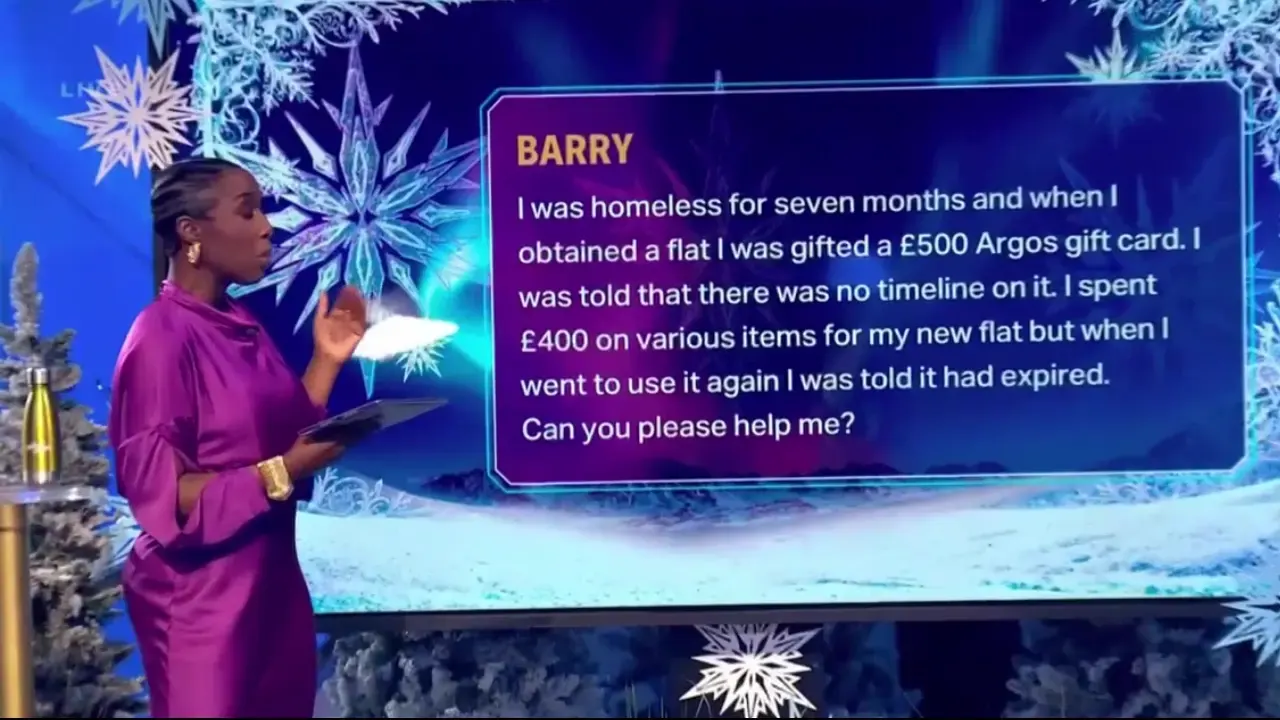 BARRY
I was homeless for seven months and when I
obtained a flat I was gifted a £500 Argos gift card. I
was told that there was no timeline on it. I spent
£400 on various items for my new flat but when I
went to use it again I was told it had expired.
Can you please help me?